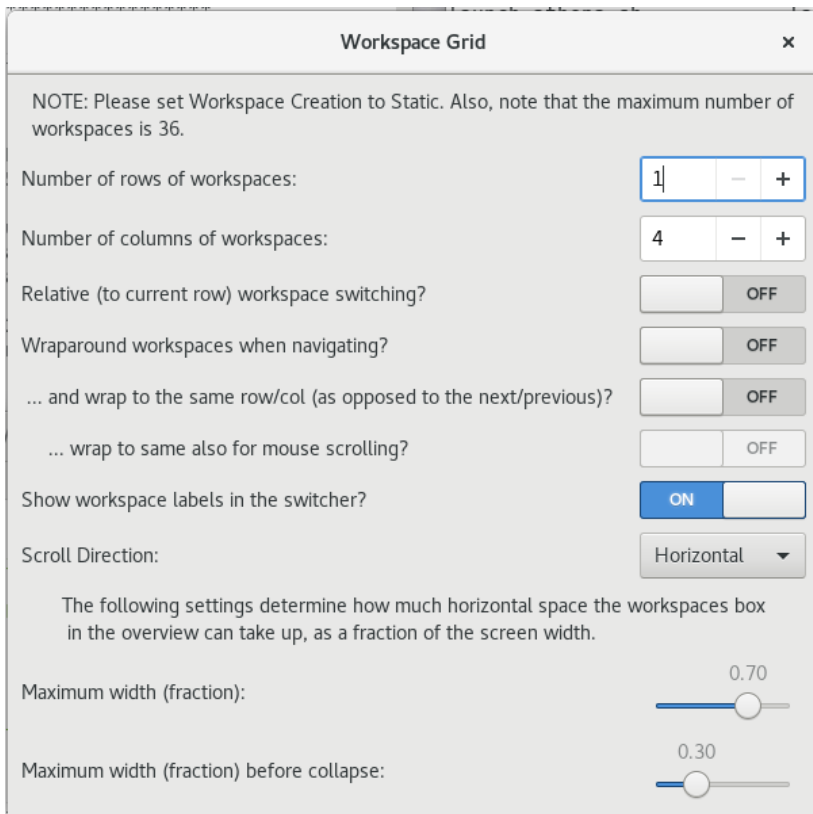 Workspace Grid ×
NOTE: Please set Workspace Creation to Static. Also, note that the maximum number of
workspaces is 36.
Number of rows of workspaces: 1 − +
Number of columns of workspaces: 4 − +
Relative (to current row) workspace switching? OFF
Wraparound workspaces when navigating? OFF
... and wrap to the same row/col (as opposed to the next/previous)? OFF
... wrap to same also for mouse scrolling? OFF
Show workspace labels in the switcher? ON
Scroll Direction: Horizontal
The following settings determine how much horizontal space the workspaces box
in the overview can take up, as a fraction of the screen width.
0.70
Maximum width (fraction):
0.30
Maximum width (fraction) before collapse: